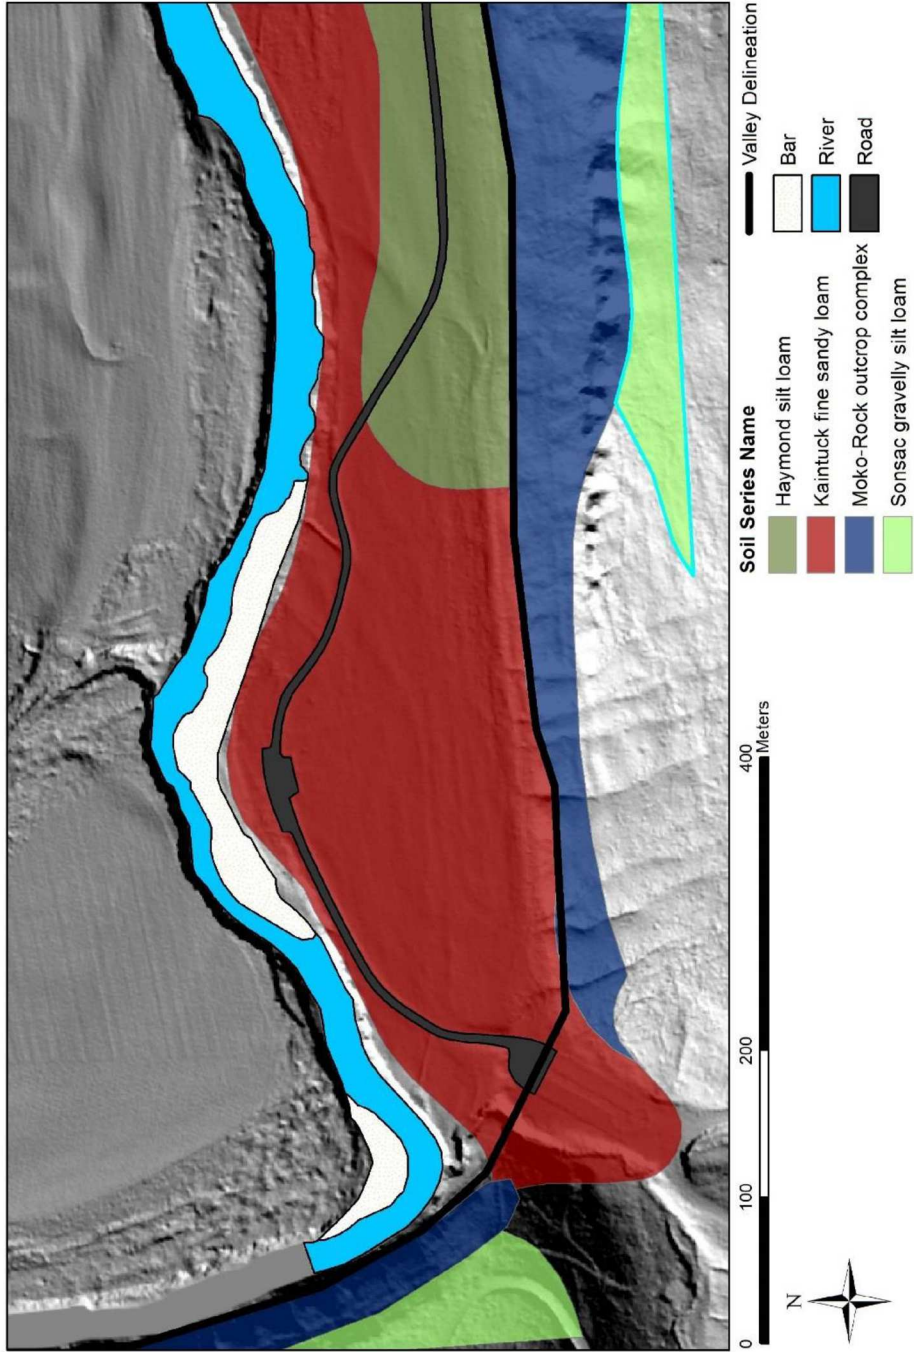 Soil Series Name
Haymond silt loam
Kaintuck fine sandy loam
Moko-Rock outcrop complex
Sonsac gravelly silt loam
Valley Delineation
Bar
River
Road
N
0 100 200 400
Meters